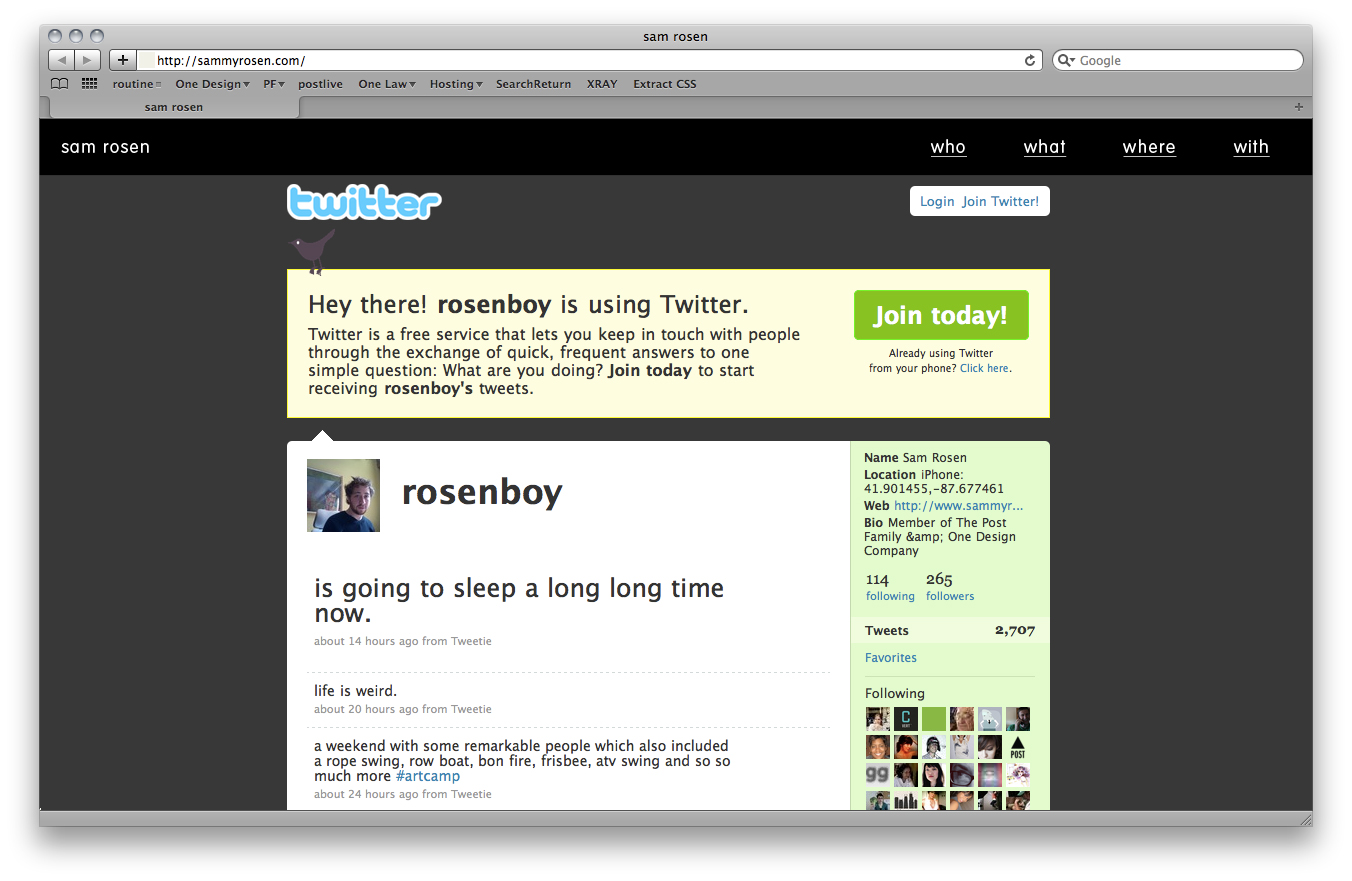 sam rosen
http://sammyrosen.com/
Google
routine
One Design
PF
postlive
One Law
Hosting
SearchReturn
XRAY
Extract CSS
sam rosen
sam rosen
who
what
where
with
twitter
Login Join Twitter!
Hey there! rosenboy is using Twitter.
Twitter is a free service that lets you keep in touch with people
through the exchange of quick, frequent answers to one
simple question: What are you doing? Join today to start
receiving rosenboy's tweets.
Join today!
Already using Twitter
from your phone? Click here.
rosenboy
is going to sleep a long long time
now.
about 14 hours ago from Tweetie
life is weird.
about 20 hours ago from Tweetie
a weekend with some remarkable people which also included
a rope swing, row boat, bon fire, frisbee, atv swing and so so
much more #artcamp
about 24 hours ago from Tweetie
Name Sam Rosen
Location iPhone:
41.901455,-87.677461
Web http://www.sammyr...
Bio Member of The Post
Family &amp; One Design
Company
114
following
265
followers
Tweets 2,707
Favorites
Following
C
POST
gg